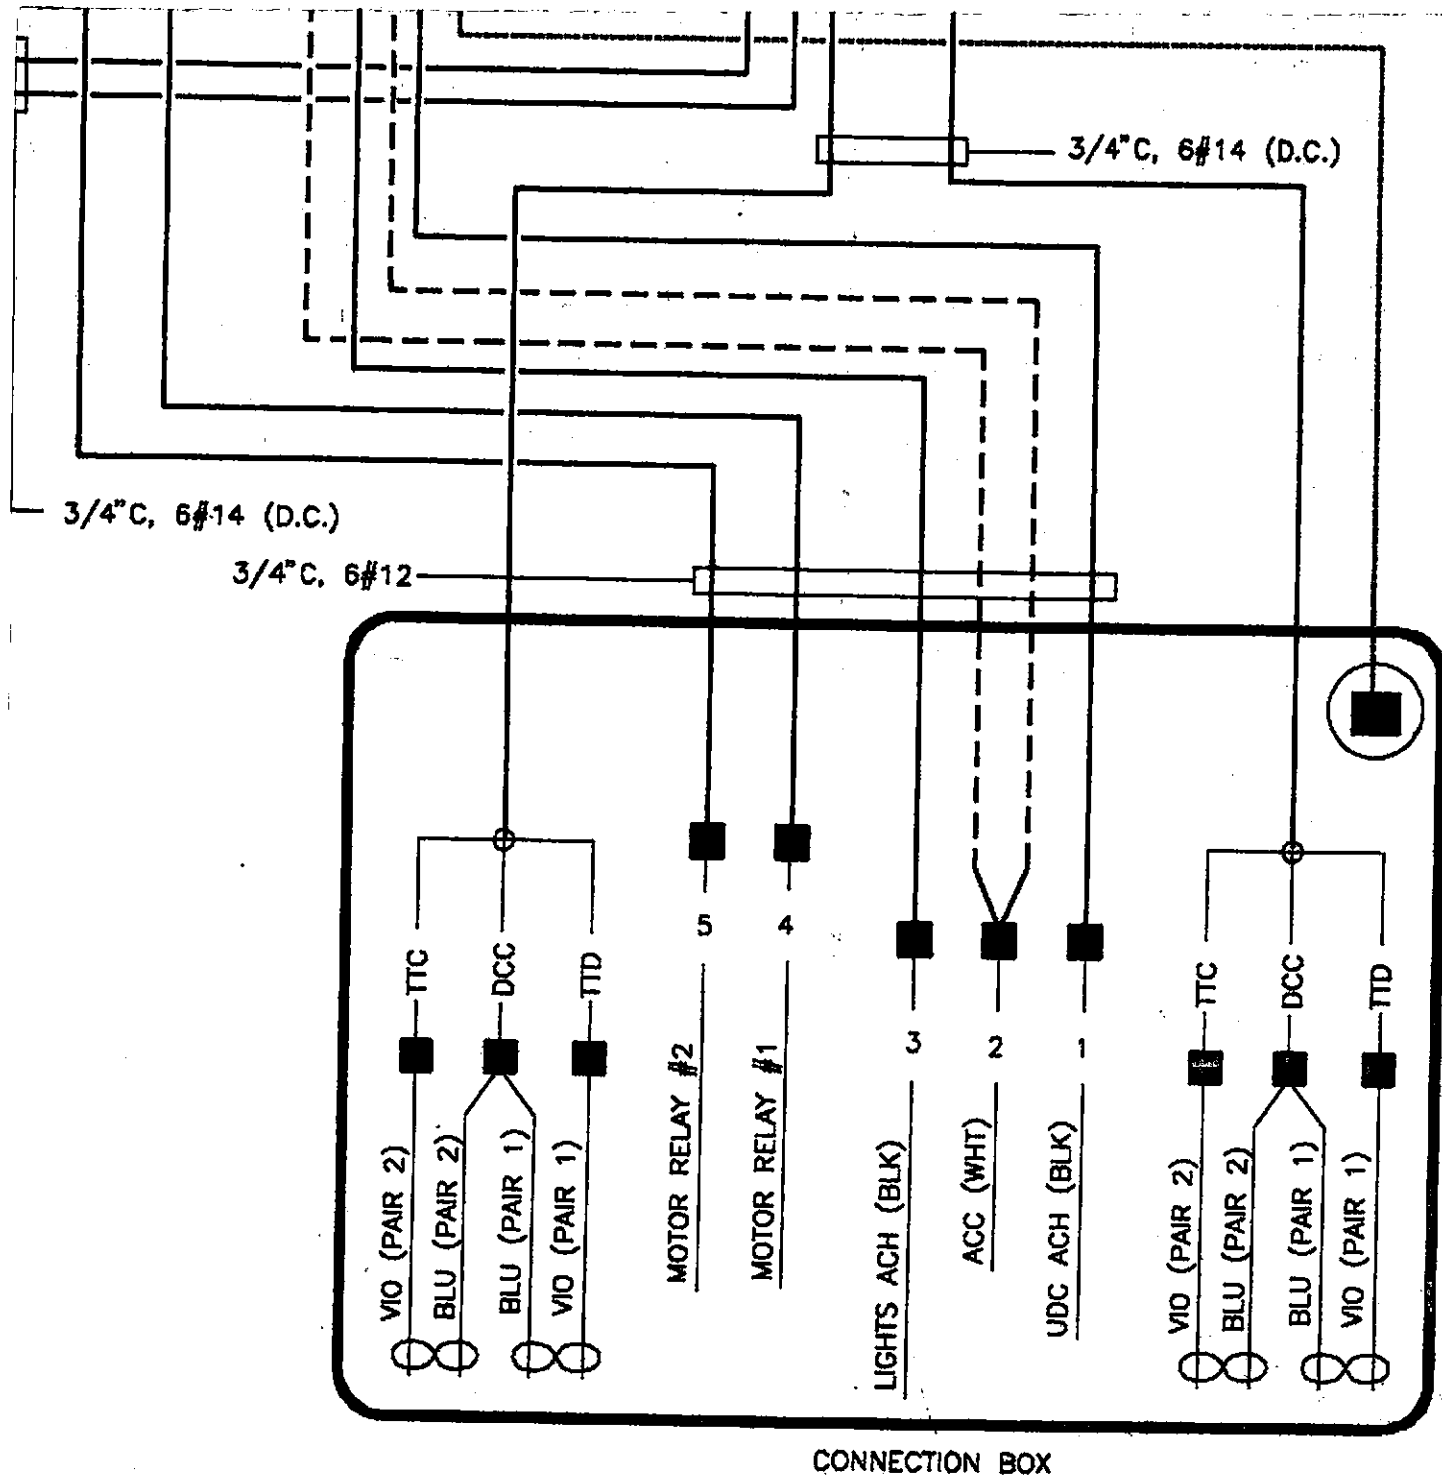 3/4"C, 6#14 (D.C.)
3/4"C, 6#14 (D.C.)
3/4"C, 6#12
5
4
TTC
DCC
TTD
3
2
1
TTC
DCC
TTD
VIO (PAIR 2)
BLU (PAIR 2)
BLU (PAIR 1)
VIO (PAIR 1)
MOTOR RELAY #2
MOTOR RELAY #1
LIGHTS ACH (BLK)
ACC (WHT)
UDC ACH (BLK)
VIO (PAIR 2)
BLU (PAIR 2)
BLU (PAIR 1)
VIO (PAIR 1)
CONNECTION BOX